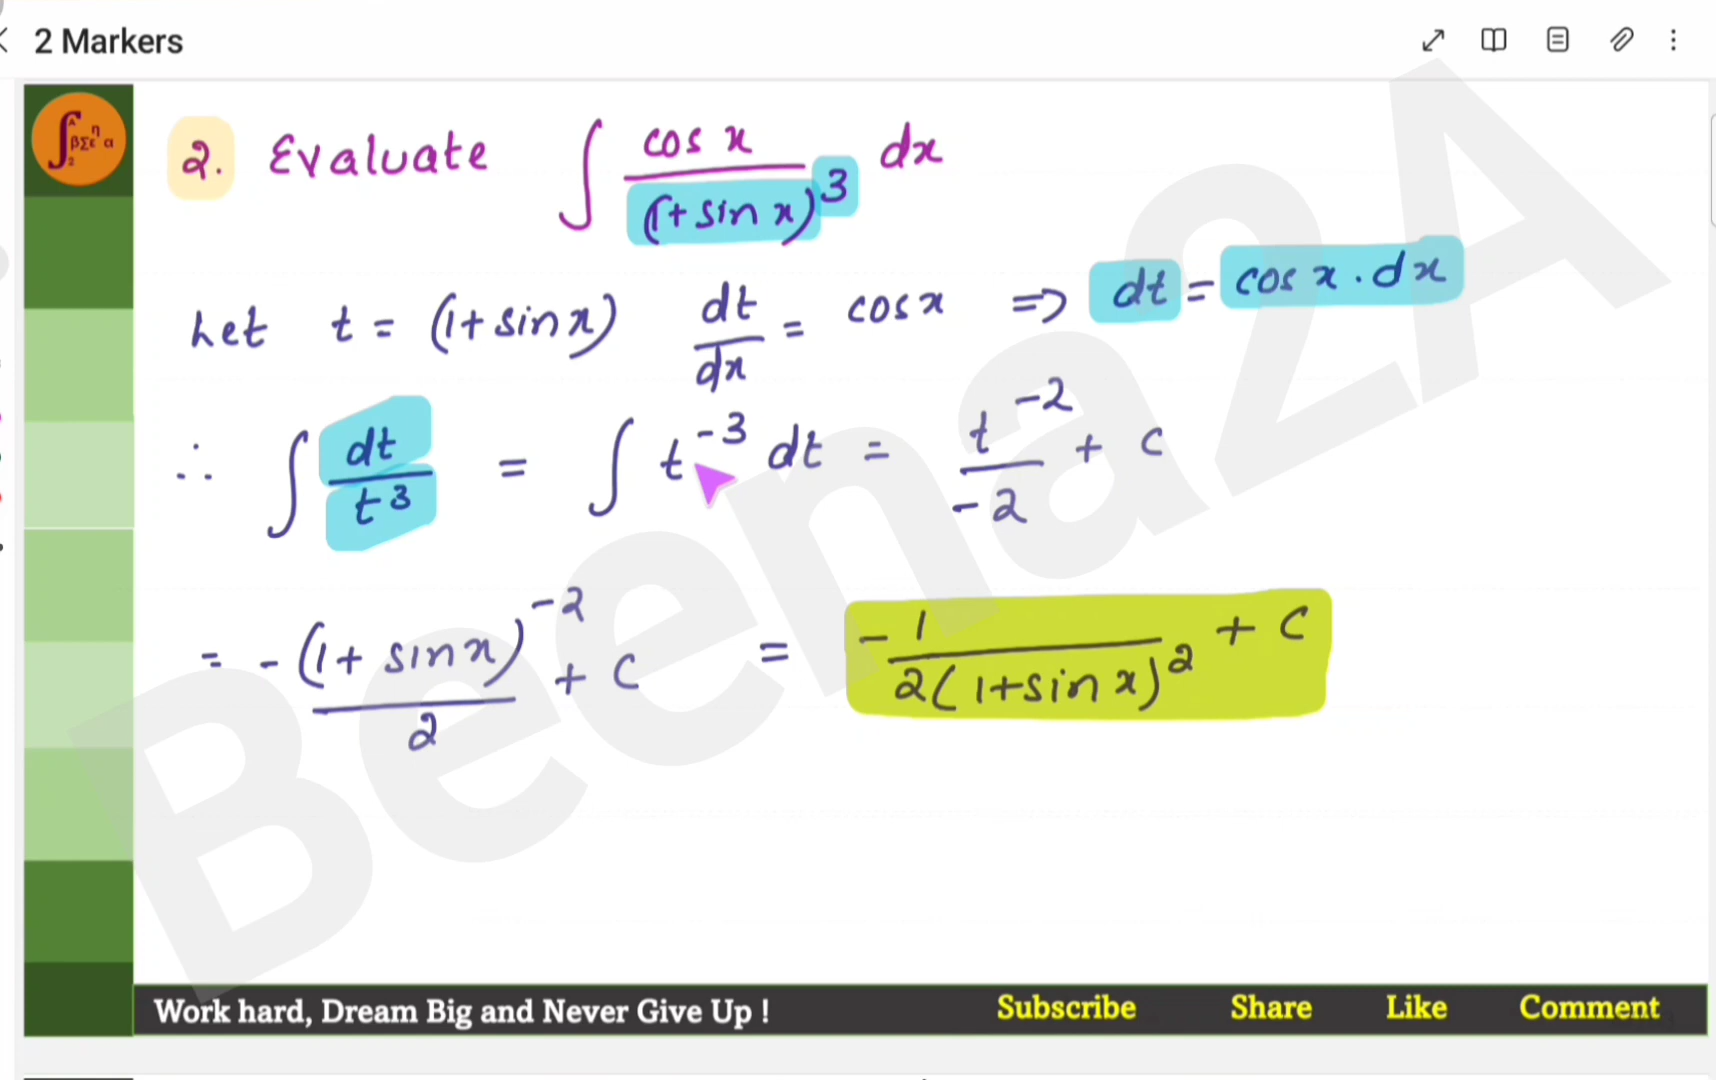 2 Markers
2. Evaluate ∫ cos x / (1+ sin x)^3 dx
Let t = (1+ sin x) dt/dx = cos x => dt = cos x . dx
∴ ∫ dt/t^3 = ∫ t^-3 dt = t^-2/-2 + c
= -(1+ sin x)^-2/2 + c = -1/2(1+sin x)^2 + c
Beena2A
Work hard, Dream Big and Never Give Up ! Subscribe Share Like Comment